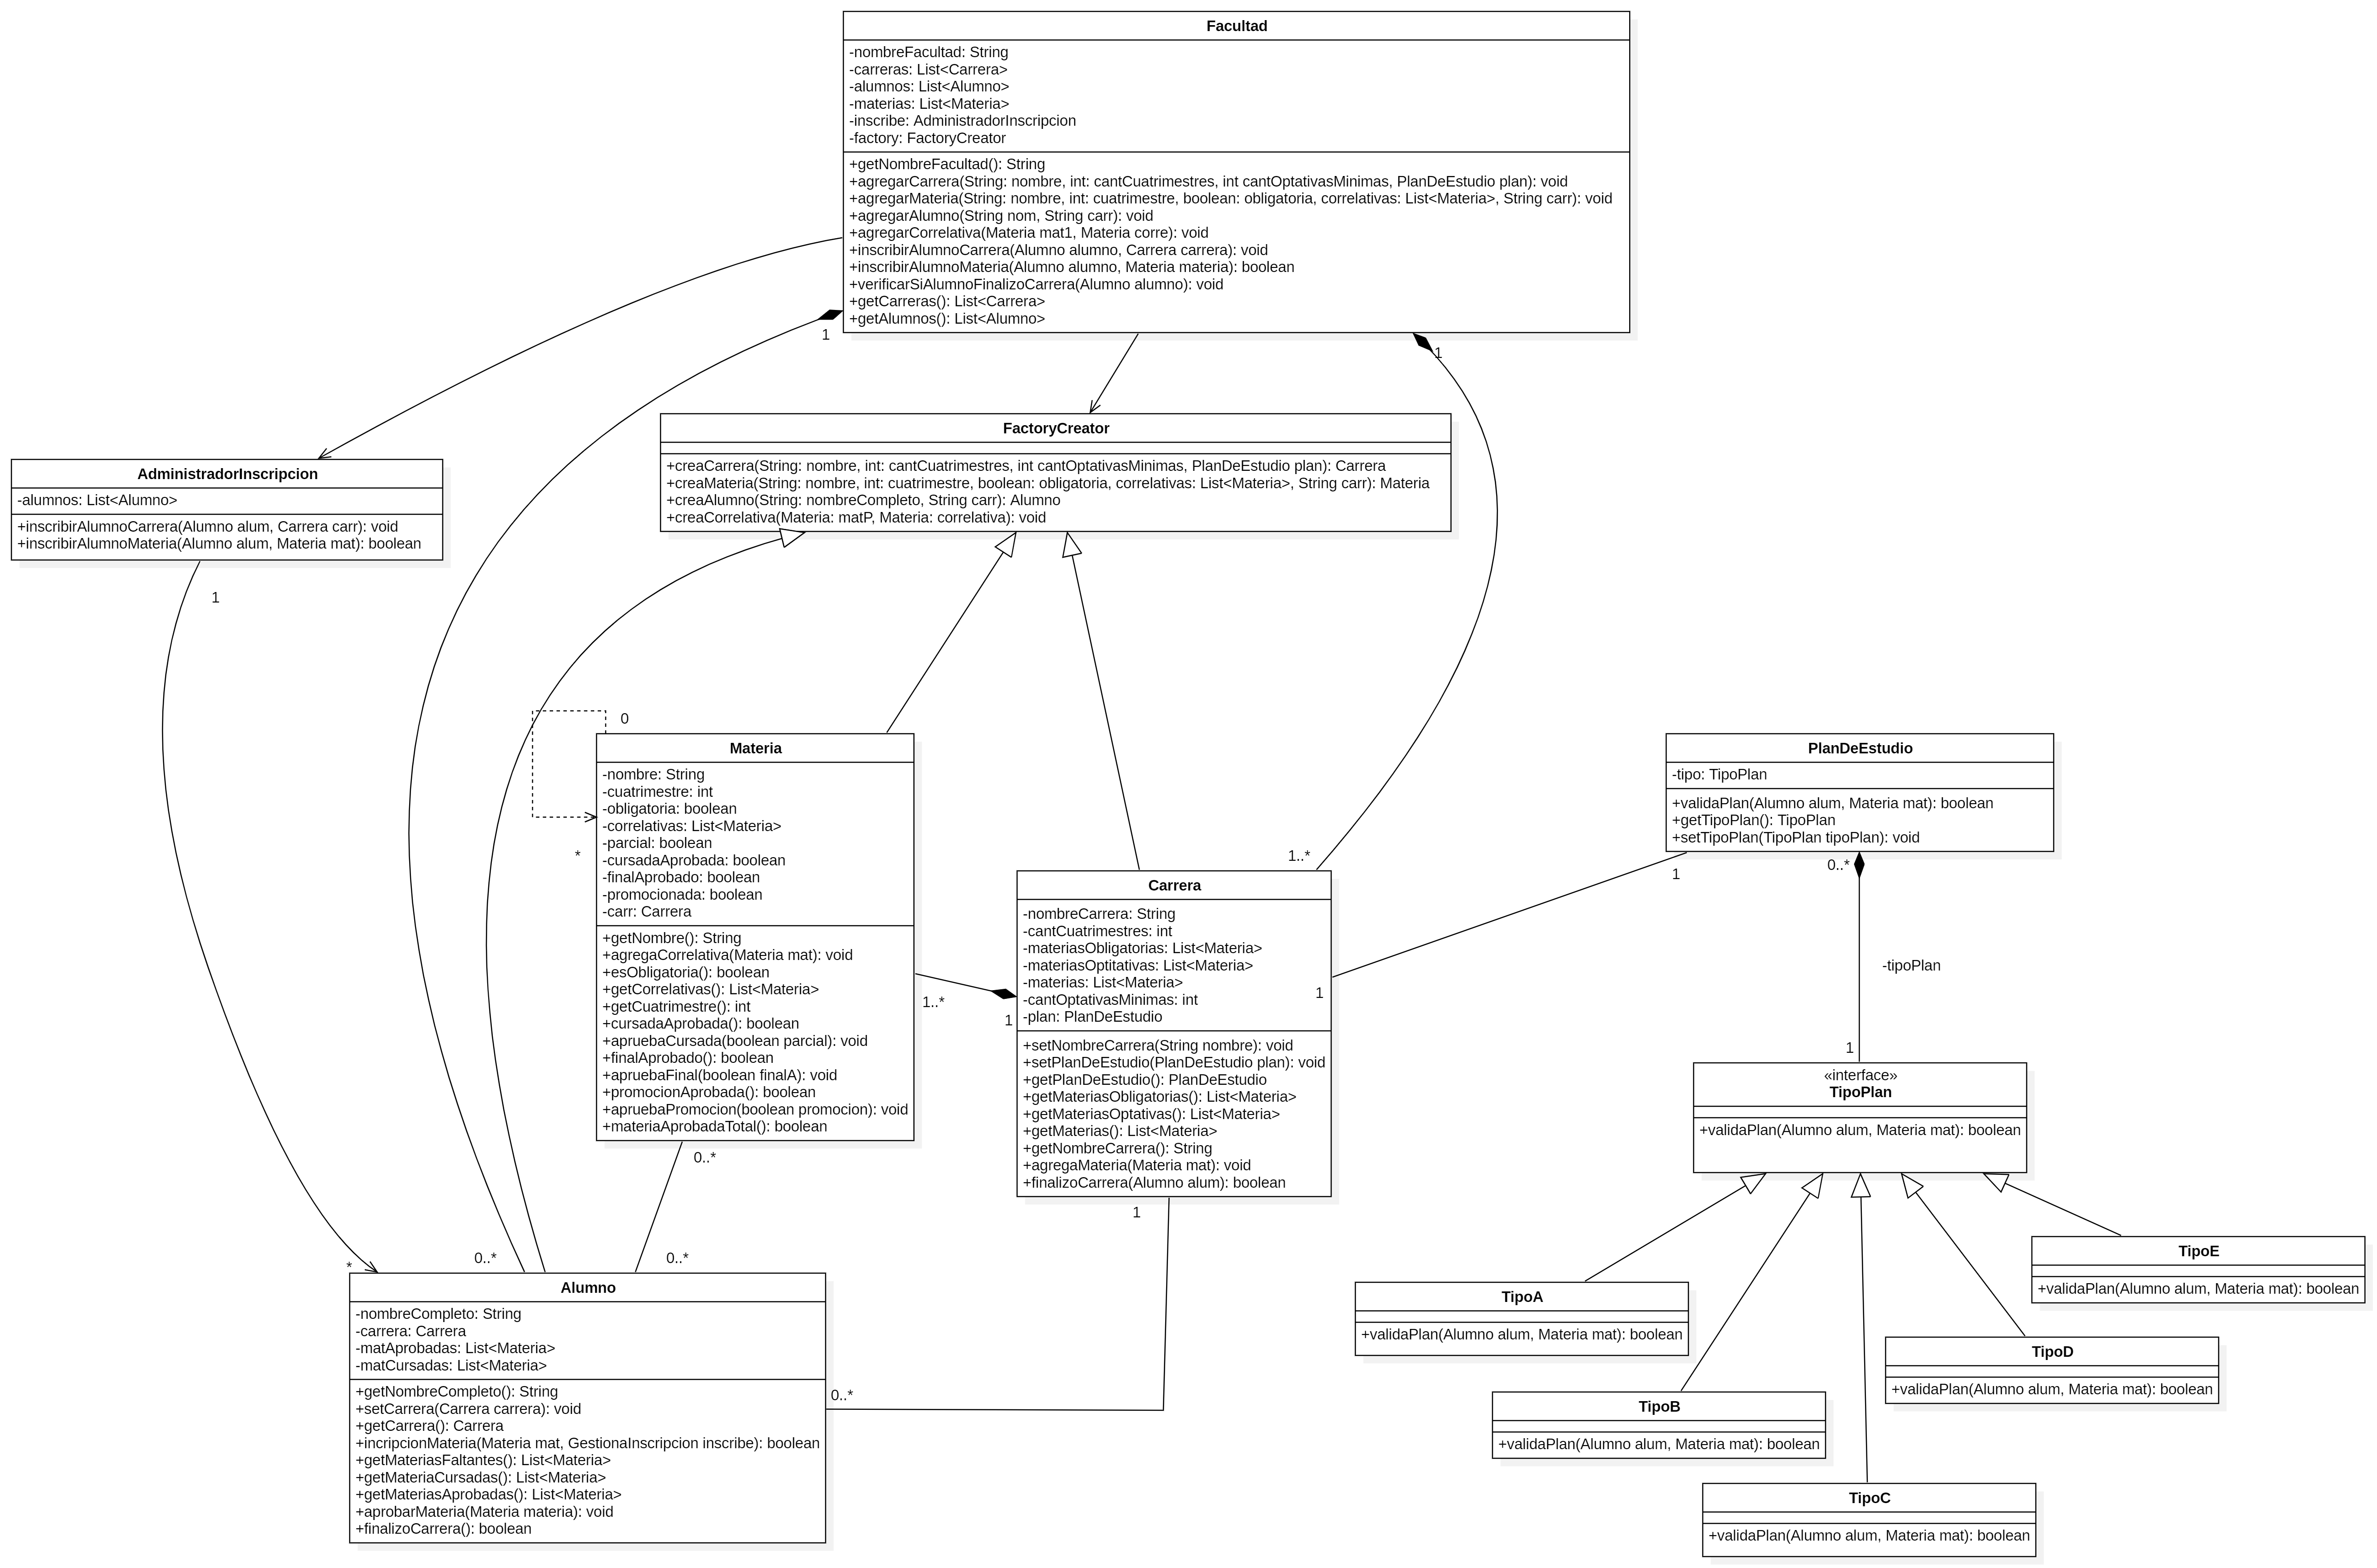 Facultad
-nombreFacultad: String
-carreras: List<Carrera>
-alumnos: List<Alumno>
-materias: List<Materia>
-inscribe: AdministradorInscripcion
-factory: FactoryCreator
+getNombreFacultad(): String
+agregarCarrera(String: nombre, int: cantCuatrimestres, int cantOptativasMinimas, PlanDeEstudio plan): void
+agregarMateria(String: nombre, int: cuatrimestre, boolean: obligatoria, correlativas: List<Materia>, String carr): void
+agregarAlumno(String nom, String carr): void
+agregarCorrelativa(Materia mat1, Materia corre): void
+inscribirAlumnoCarrera(Alumno alumno, Carrera carrera): void
+inscribirAlumnoMateria(Alumno alumno, Materia materia): boolean
+verificarSiAlumnoFinalizoCarrera(Alumno alumno): void
+getCarreras(): List<Carrera>
+getAlumnos(): List<Alumno>
1
1
FactoryCreator
+creaCarrera(String: nombre, int: cantCuatrimestres, int cantOptativasMinimas, PlanDeEstudio plan): Carrera
+creaMateria(String: nombre, int: cuatrimestre, boolean: obligatoria, correlativas: List<Materia>, String carr): Materia
+creaAlumno(String: nombreCompleto, String carr): Alumno
+creaCorrelativa(Materia: matP, Materia: correlativa): void
AdministradorInscripcion
-alumnos: List<Alumno>
+inscribirAlumnoCarrera(Alumno alum, Carrera carr): void
+inscribirAlumnoMateria(Alumno alum, Materia mat): boolean
1
0
*
Materia
-nombre: String
-cuatrimestre: int
-obligatoria: boolean
-correlativas: List<Materia>
-parcial: boolean
-cursadaAprobada: boolean
-finalAprobado: boolean
-promocionada: boolean
-carr: Carrera
+getNombre(): String
+agregaCorrelativa(Materia mat): void
+esObligatoria(): boolean
+getCorrelativas(): List<Materia>
+getCuatrimestre(): int
+cursadaAprobada(): boolean
+apruebaCursada(boolean parcial): void
+finalAprobado(): boolean
+apruebaFinal(boolean finalA): void
+promocionAprobada(): boolean
+apruebaPromocion(boolean promocion): void
+materiaAprobadaTotal(): boolean
1..*
1
0..*
1..*
Carrera
-nombreCarrera: String
-cantCuatrimestres: int
-materiasObligatorias: List<Materia>
-materiasOptitativas: List<Materia>
-materias: List<Materia>
-cantOptativasMinimas: int
-plan: PlanDeEstudio
+setNombreCarrera(String nombre): void
+setPlanDeEstudio(PlanDeEstudio plan): void
+getPlanDeEstudio(): PlanDeEstudio
+getMateriasObligatorias(): List<Materia>
+getMateriasOptativas(): List<Materia>
+getMaterias(): List<Materia>
+getNombreCarrera(): String
+agregaMateria(Materia mat): void
+finalizoCarrera(Alumno alum): boolean
1
1
PlanDeEstudio
-tipo: TipoPlan
+validaPlan(Alumno alum, Materia mat): boolean
+getTipoPlan(): TipoPlan
+setTipoPlan(TipoPlan tipoPlan): void
1
0..*
-tipoPlan
1
«interface»
TipoPlan
+validaPlan(Alumno alum, Materia mat): boolean
*
0..*
0..*
0..*
Alumno
-nombreCompleto: String
-carrera: Carrera
-matAprobadas: List<Materia>
-matCursadas: List<Materia>
+getNombreCompleto(): String
+setCarrera(Carrera carrera): void
+getCarrera(): Carrera
+incripcionMateria(Materia mat, GestionaInscripcion inscribe): boolean
+getMateriasFaltantes(): List<Materia>
+getMateriaCursadas(): List<Materia>
+getMateriasAprobadas(): List<Materia>
+aprobarMateria(Materia materia): void
+finalizoCarrera(): boolean
TipoE
+validaPlan(Alumno alum, Materia mat): boolean
TipoA
+validaPlan(Alumno alum, Materia mat): boolean
TipoD
+validaPlan(Alumno alum, Materia mat): boolean
TipoB
+validaPlan(Alumno alum, Materia mat): boolean
TipoC
+validaPlan(Alumno alum, Materia mat): boolean